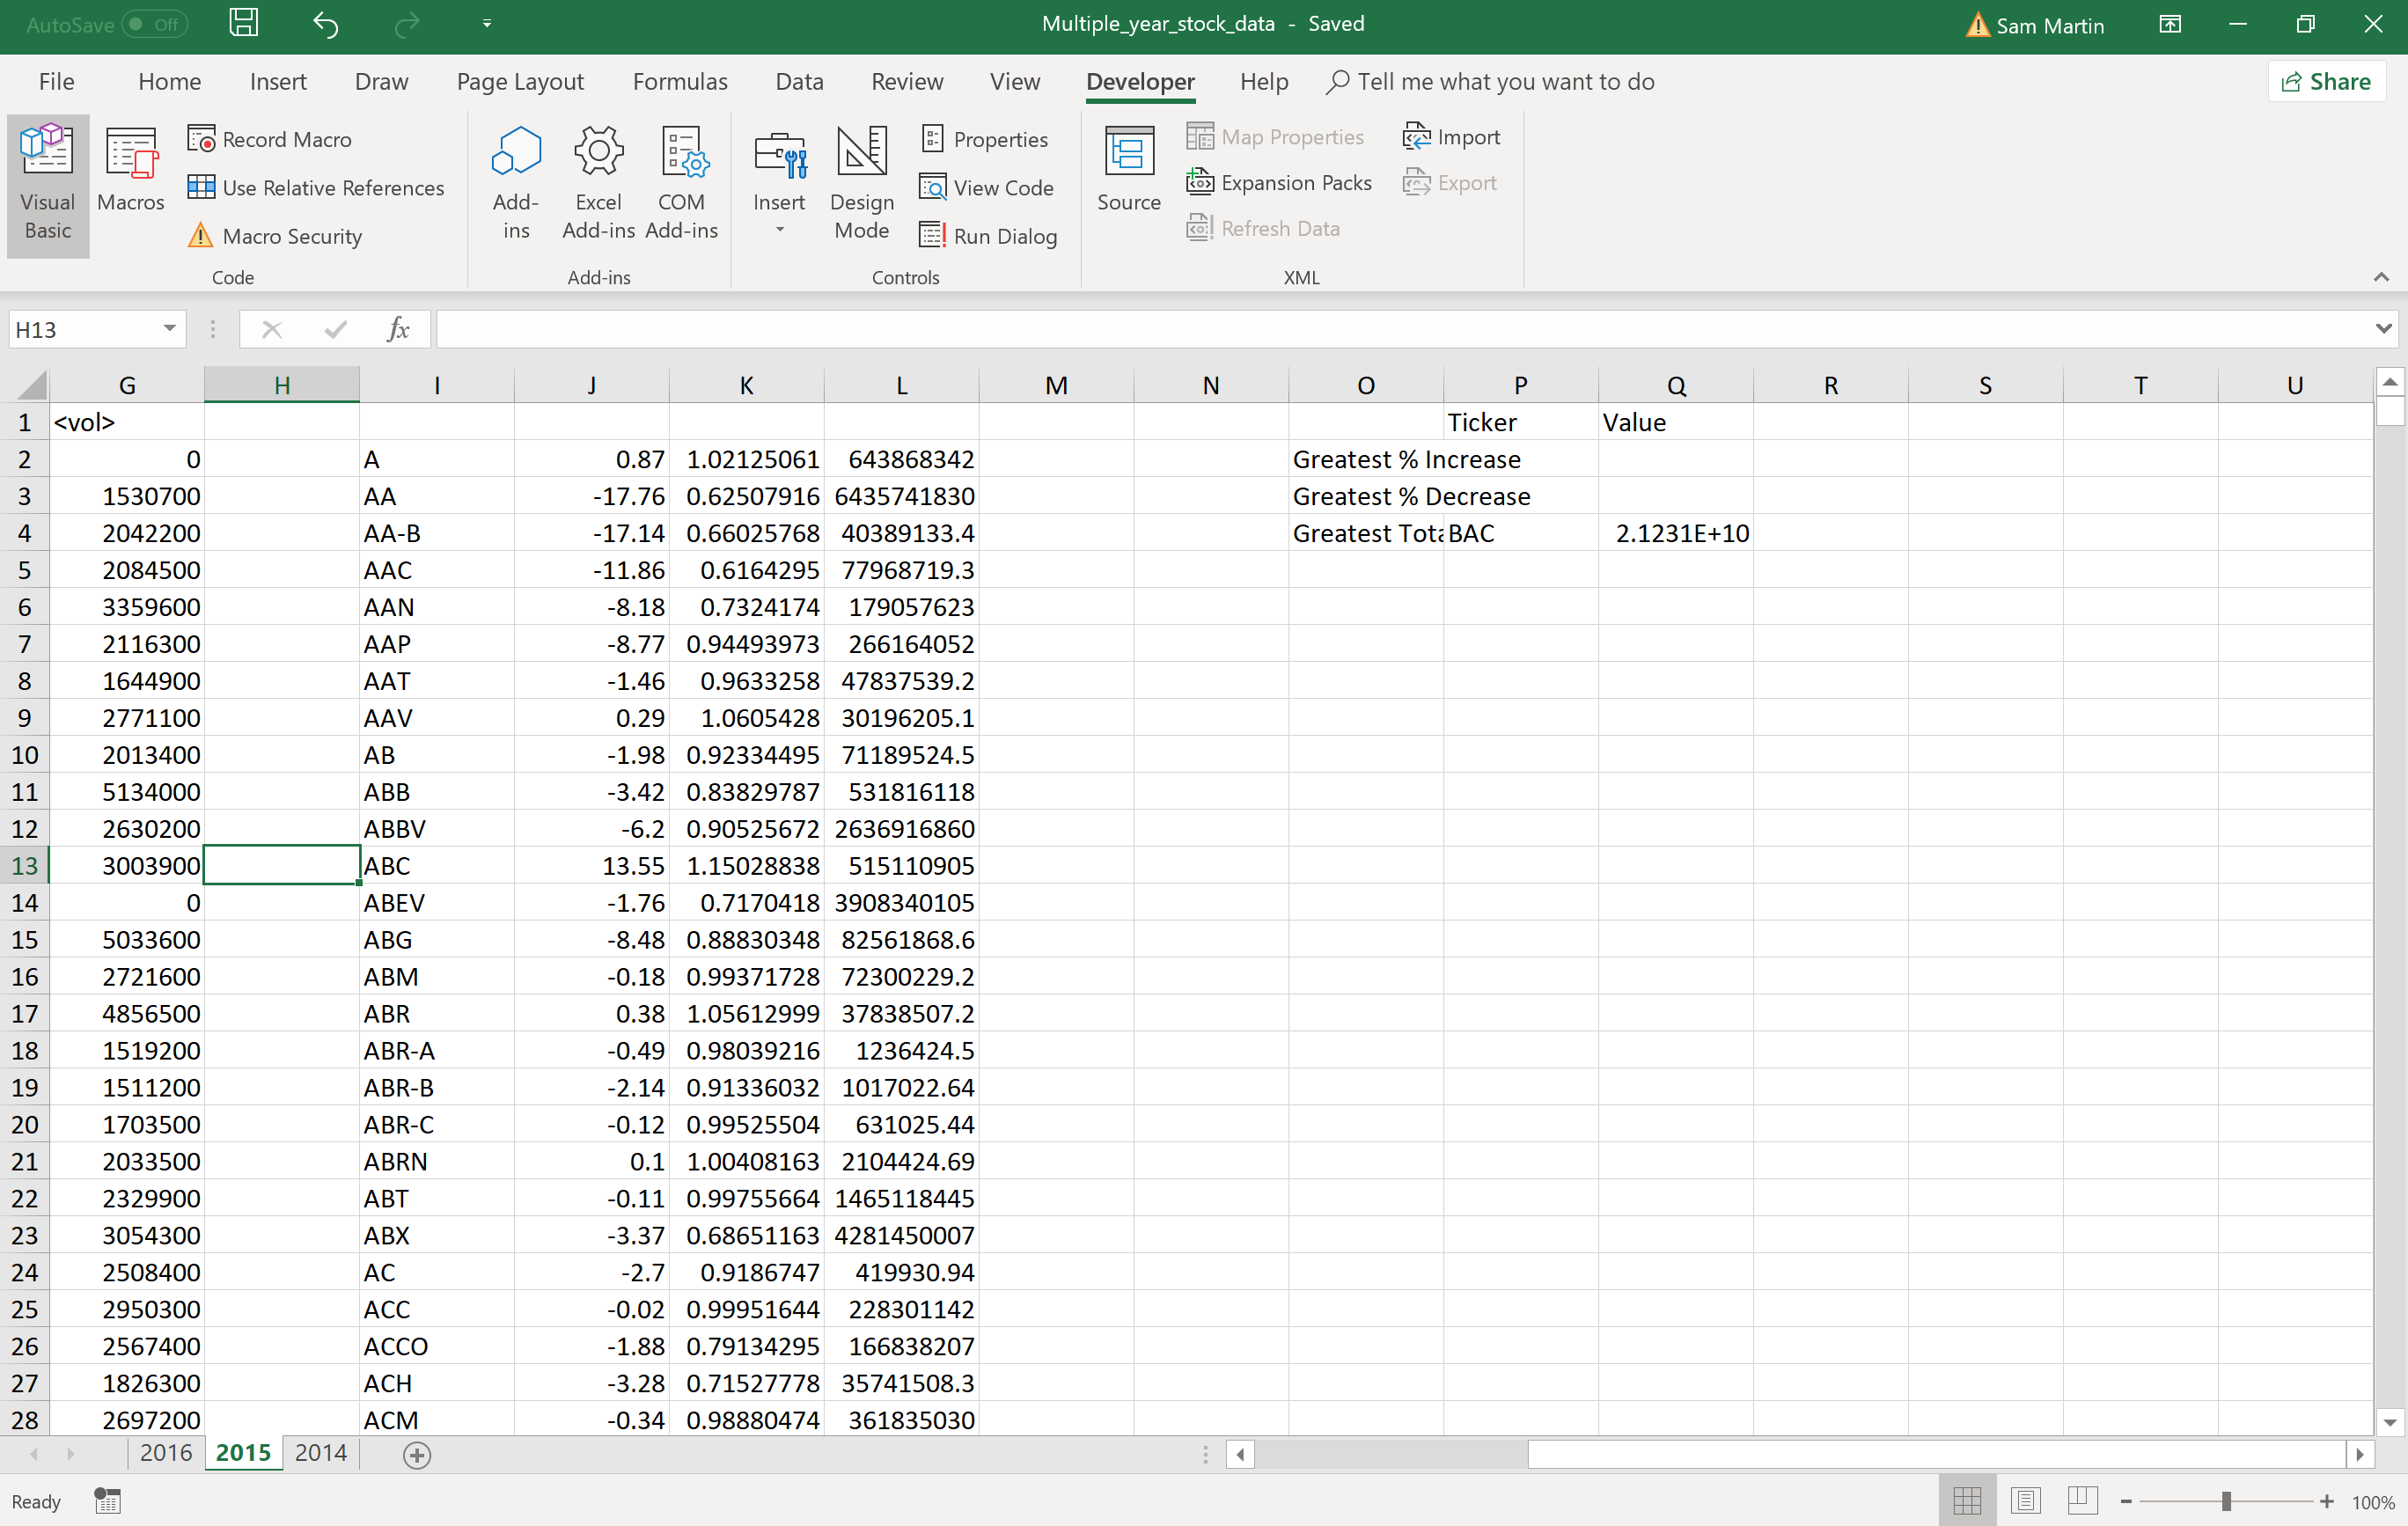 AutoSave Off Multiple_year_stock_data - Saved Sam Martin
File Home Insert Draw Page Layout Formulas Data Review View Developer Help Tell me what you want to do Share
Visual Basic
Macros
Record Macro
Use Relative References
Macro Security
Code
Add-ins
Excel Add-ins
COM Add-ins
Add-ins
Insert
Design Mode
Properties
View Code
Run Dialog
Controls
Source
Map Properties
Expansion Packs
Refresh Data
Import
Export
XML
H13 fx
G H I J K L M N O P Q R S T U
1 <vol> Ticker Value
2 0 A 0.87 1.02125061 643868342 Greatest % Increase
3 1530700 AA -17.76 0.62507916 6435741830 Greatest % Decrease
4 2042200 AA-B -17.14 0.66025768 40389133.4 Greatest Tota BAC 2.1231E+10
5 2084500 AAC -11.86 0.6164295 77968719.3
6 3359600 AAN -8.18 0.7324174 179057623
7 2116300 AAP -8.77 0.94493973 266164052
8 1644900 AAT -1.46 0.9633258 47837539.2
9 2771100 AAV 0.29 1.0605428 30196205.1
10 2013400 AB -1.98 0.92334495 71189524.5
11 5134000 ABB -3.42 0.83829787 531816118
12 2630200 ABBV -6.2 0.90525672 2636916860
13 3003900 ABC 13.55 1.15028838 515110905
14 0 ABEV -1.76 0.7170418 3908340105
15 5033600 ABG -8.48 0.88830348 82561868.6
16 2721600 ABM -0.18 0.99371728 72300229.2
17 4856500 ABR 0.38 1.05612999 37838507.2
18 1519200 ABR-A -0.49 0.98039216 1236424.5
19 1511200 ABR-B -2.14 0.91336032 1017022.64
20 1703500 ABR-C -0.12 0.99525504 631025.44
21 2033500 ABRN 0.1 1.00408163 2104424.69
22 2329900 ABT -0.11 0.99755664 1465118445
23 3054300 ABX -3.37 0.68651163 4281450007
24 2508400 AC -2.7 0.9186747 419930.94
25 2950300 ACC -0.02 0.99951644 228301142
26 2567400 ACCO -1.88 0.79134295 166838207
27 1826300 ACH -3.28 0.71527778 35741508.3
28 2697200 ACM -0.34 0.98880474 361835030
2016 2015 2014
Ready 100%